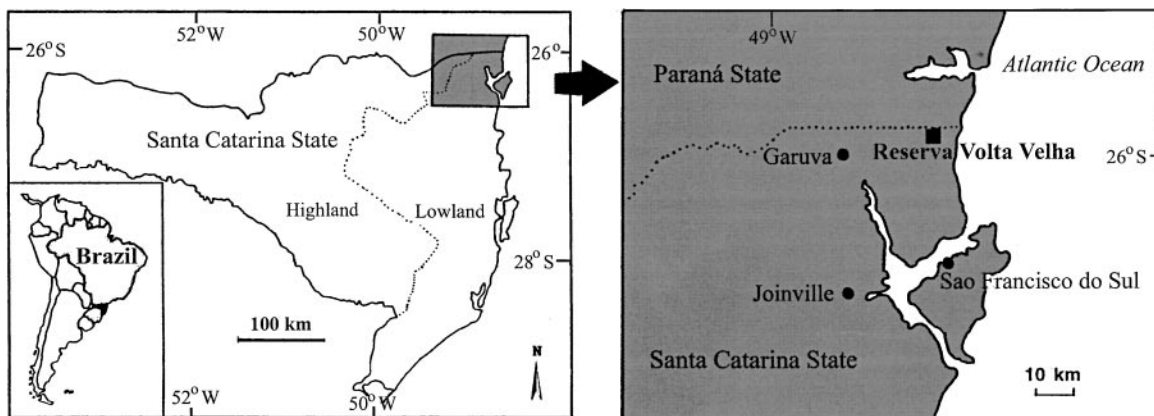 52° W
50° W
26° S
26°
Santa Catarina State
Highland
Lowland
Brazil
28° S
100 km
N
52° W
50° W
49° W
Paraná State
Atlantic Ocean
Garuva
Reserva Volta Velha
26° S
Sao Francisco do Sul
Joinville
Santa Catarina State
10 km